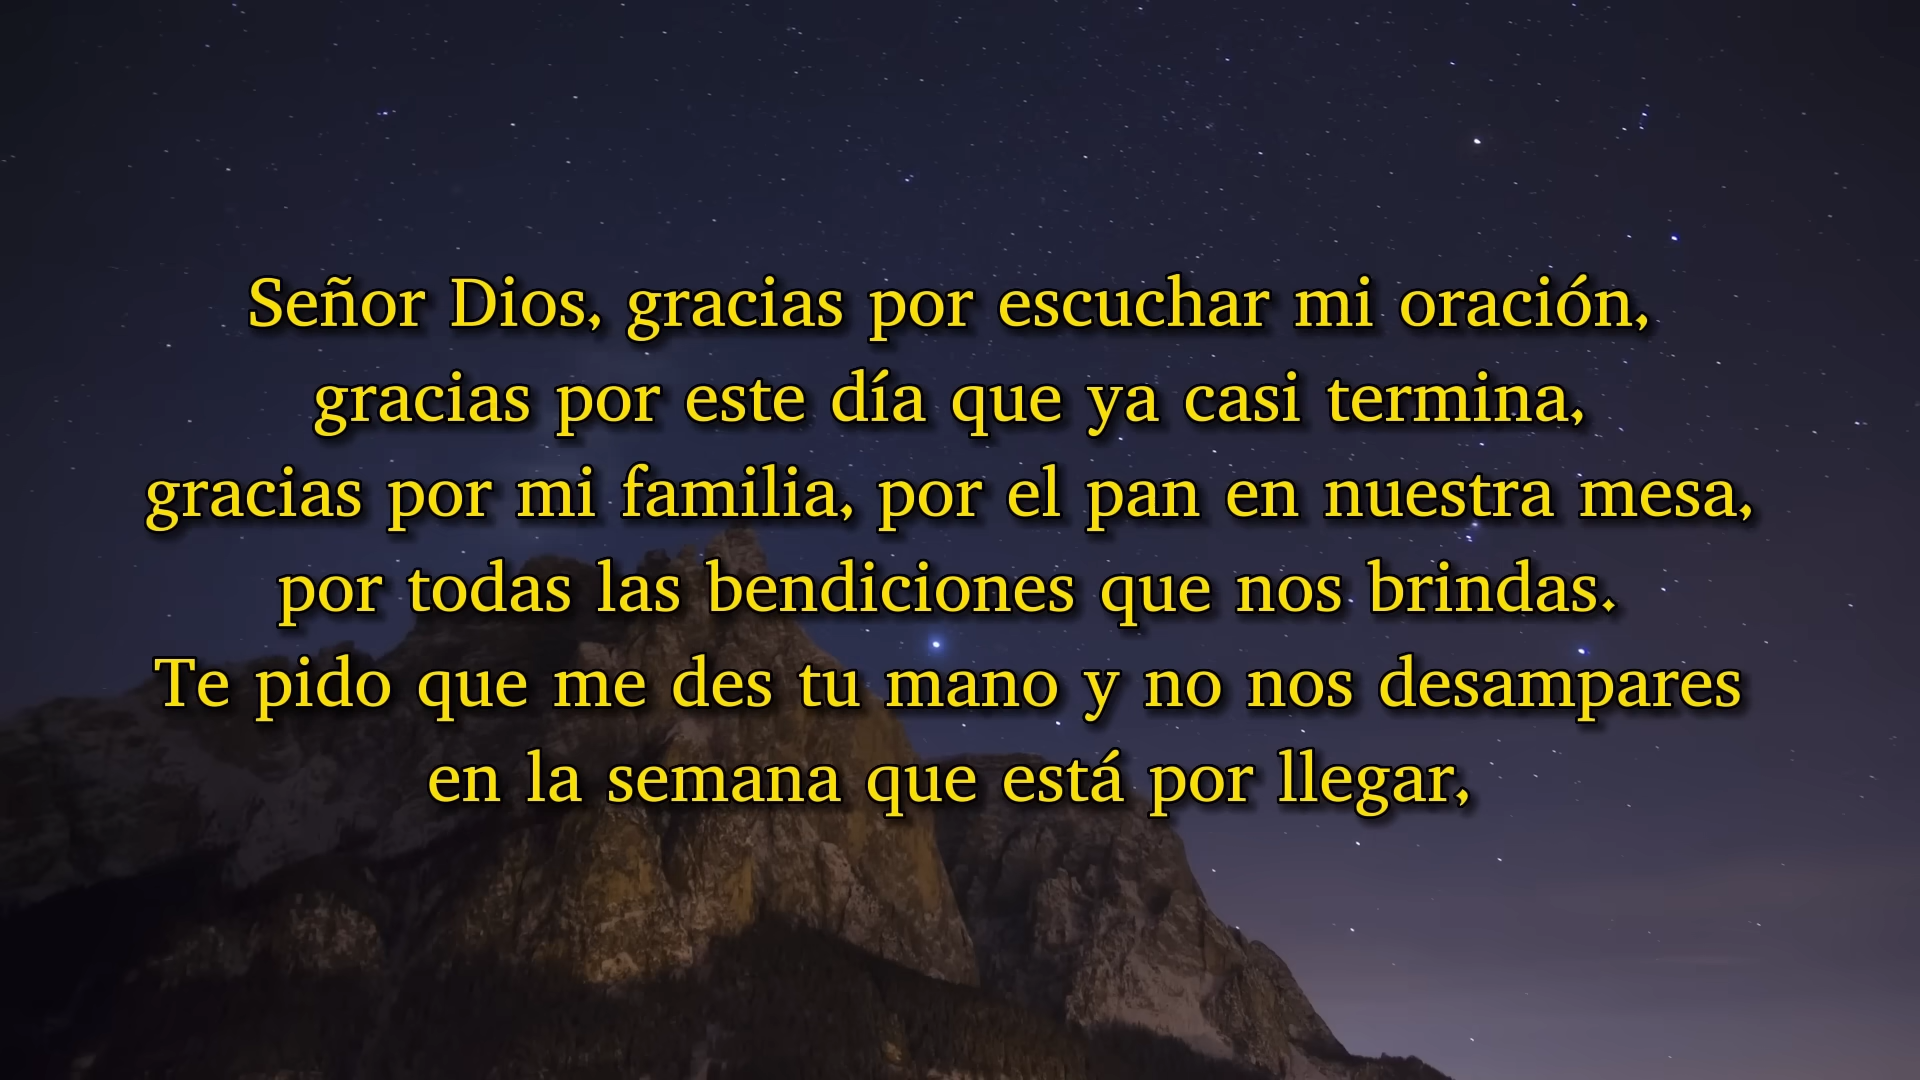 Señor Dios, gracias por escuchar mi oración,
gracias por este día que ya casi termina,
gracias por mi familia, por el pan en nuestra mesa,
por todas las bendiciones que nos brindas.
Te pido que me des tu mano y no nos desampares
en la semana que está por llegar,